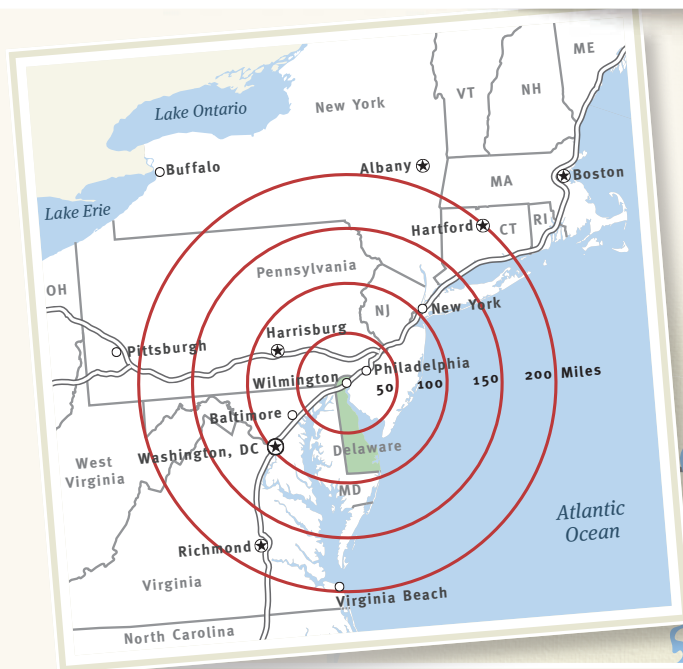 ME
Lake Ontario
New York
VT
NH
Buffalo
Albany
MA
Boston
Lake Erie
Hartford
CT
RI
OH
Pennsylvania
NJ
New York
Harrisburg
Pittsburgh
Philadelphia
Wilmington
50
100
150
200 Miles
Baltimore
Washington, DC
Delaware
West
Virginia
MD
Atlantic
Ocean
Richmond
Virginia
Virginia Beach
North Carolina